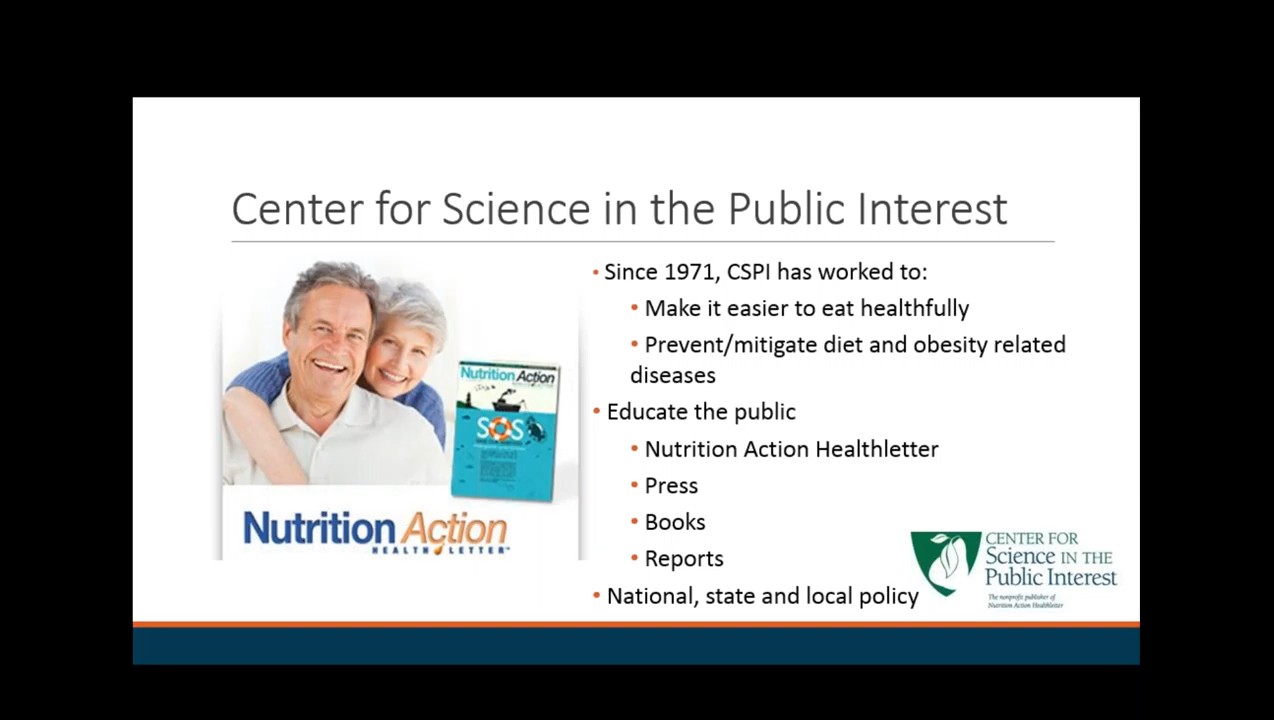 Center for Science in the Public Interest
• Since 1971, CSPI has worked to:
• Make it easier to eat healthfully
• Prevent/mitigate diet and obesity related
diseases
• Educate the public
• Nutrition Action Healthletter
• Press
• Books
• Reports
• National, state and local policy
Nutrition Action
HEALTHLETTER
SOS
Nutrition Action
HEALTHLETTER™
CENTER FOR
Science IN THE
Public Interest
The nonprofit publisher of
Nutrition Action Healthletter